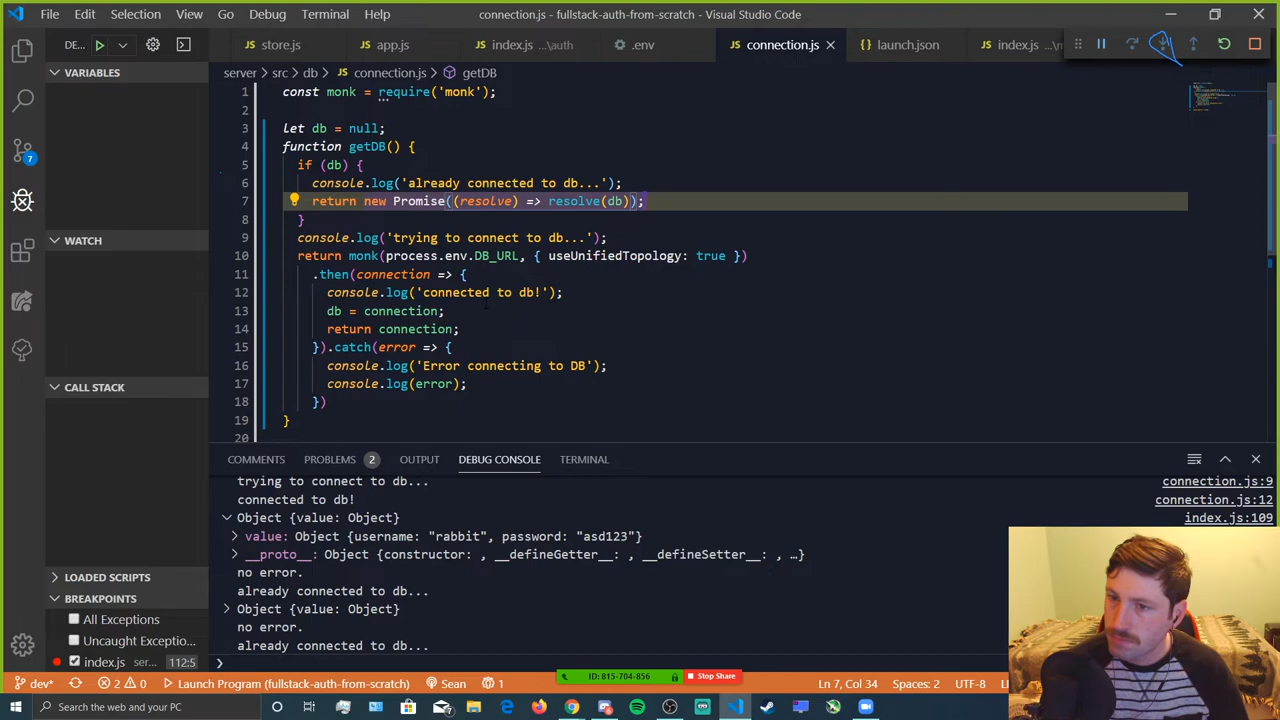 File Edit Selection View Go Debug Terminal Help connection.js - fullstack-auth-from-scratch - Visual Studio Code
DE... store.js app.js index.js ...\auth .env connection.js launch.json index.js
server > src > db > connection.js > getDB
VARIABLES
WATCH
CALL STACK
LOADED SCRIPTS
BREAKPOINTS
All Exceptions
Uncaught Exceptio...
index.js ser... 112:5
7
1 const monk = require('monk');
2
3 let db = null;
4 function getDB() {
5 if (db) {
6 console.log('already connected to db...');
7 return new Promise((resolve) => resolve(db));
8 }
9 console.log('trying to connect to db...');
10 return monk(process.env.DB_URL, { useUnifiedTopology: true })
11 .then(connection => {
12 console.log('connected to db!');
13 db = connection;
14 return connection;
15 }).catch(error => {
16 console.log('Error connecting to DB');
17 console.log(error);
18 })
19 }
20
COMMENTS PROBLEMS 2 OUTPUT DEBUG CONSOLE TERMINAL
trying to connect to db... connection.js:9
connected to db! connection.js:12
Object {value: Object} index.js:109
value: Object {username: "rabbit", password: "asd123"}
__proto__: Object {constructor: , __defineGetter__: , __defineSetter__: , …}
no error.
already connected to db...
Object {value: Object}
no error.
already connected to db...
ID: 815-704-856 Stop Share
dev* 2 0 Launch Program (fullstack-auth-from-scratch) Sean 1 Ln 7, Col 34 Spaces: 2 UTF-8
Type here to search